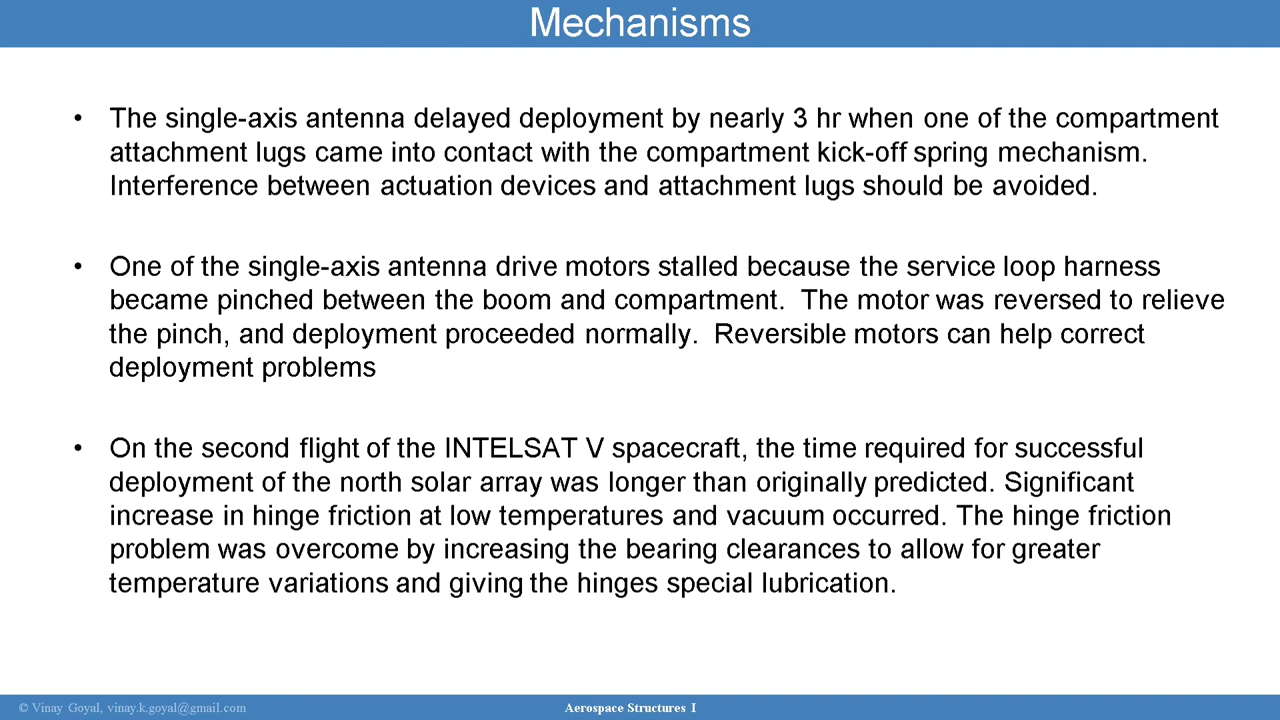 Mechanisms
• The single-axis antenna delayed deployment by nearly 3 hr when one of the compartment
attachment lugs came into contact with the compartment kick-off spring mechanism.
Interference between actuation devices and attachment lugs should be avoided.
• One of the single-axis antenna drive motors stalled because the service loop harness
became pinched between the boom and compartment.  The motor was reversed to relieve
the pinch, and deployment proceeded normally.  Reversible motors can help correct
deployment problems
• On the second flight of the INTELSAT V spacecraft, the time required for successful
deployment of the north solar array was longer than originally predicted. Significant
increase in hinge friction at low temperatures and vacuum occurred. The hinge friction
problem was overcome by increasing the bearing clearances to allow for greater
temperature variations and giving the hinges special lubrication.
© Vinay Goyal, vinay.k.goyal@gmail.com
Aerospace Structures I